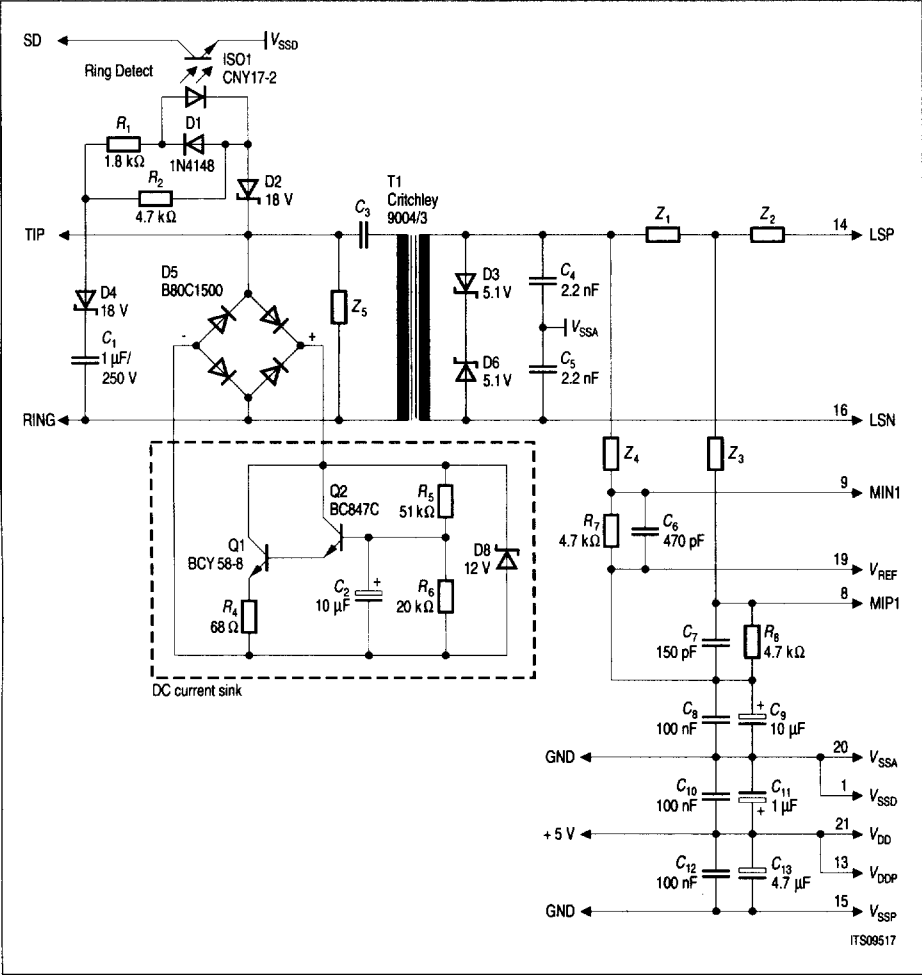 SD
V_SSD
Ring Detect
ISO1
CNY17-2
R1
1.8 kΩ
D1
1N4148
R2
4.7 kΩ
D2
18 V
T1
Critchley
9004/3
C3
Z1
Z2
TIP
14
LSP
D4
18 V
C1
1 µF/
250 V
D5
B80C1500
-
+
Z5
D3
5.1 V
D6
5.1 V
C4
2.2 nF
V_SSA
C5
2.2 nF
RING
16
LSN
Z4
Z3
9
MIN1
Q2
BC847C
R5
51 kΩ
R7
4.7 kΩ
C6
470 pF
Q1
BCY 58-8
D8
12 V
19
V_REF
R4
68 Ω
C2
+
10 µF
R6
20 kΩ
8
MIP1
C7
150 pF
R8
4.7 kΩ
DC current sink
C8
100 nF
+
C9
10 µF
GND
20
V_SSA
C10
100 nF
C11
1 µF
+
1
V_SSD
+ 5 V
21
V_DD
C12
100 nF
C13
4.7 µF
13
V_DDP
GND
15
V_SSP
ITS09517